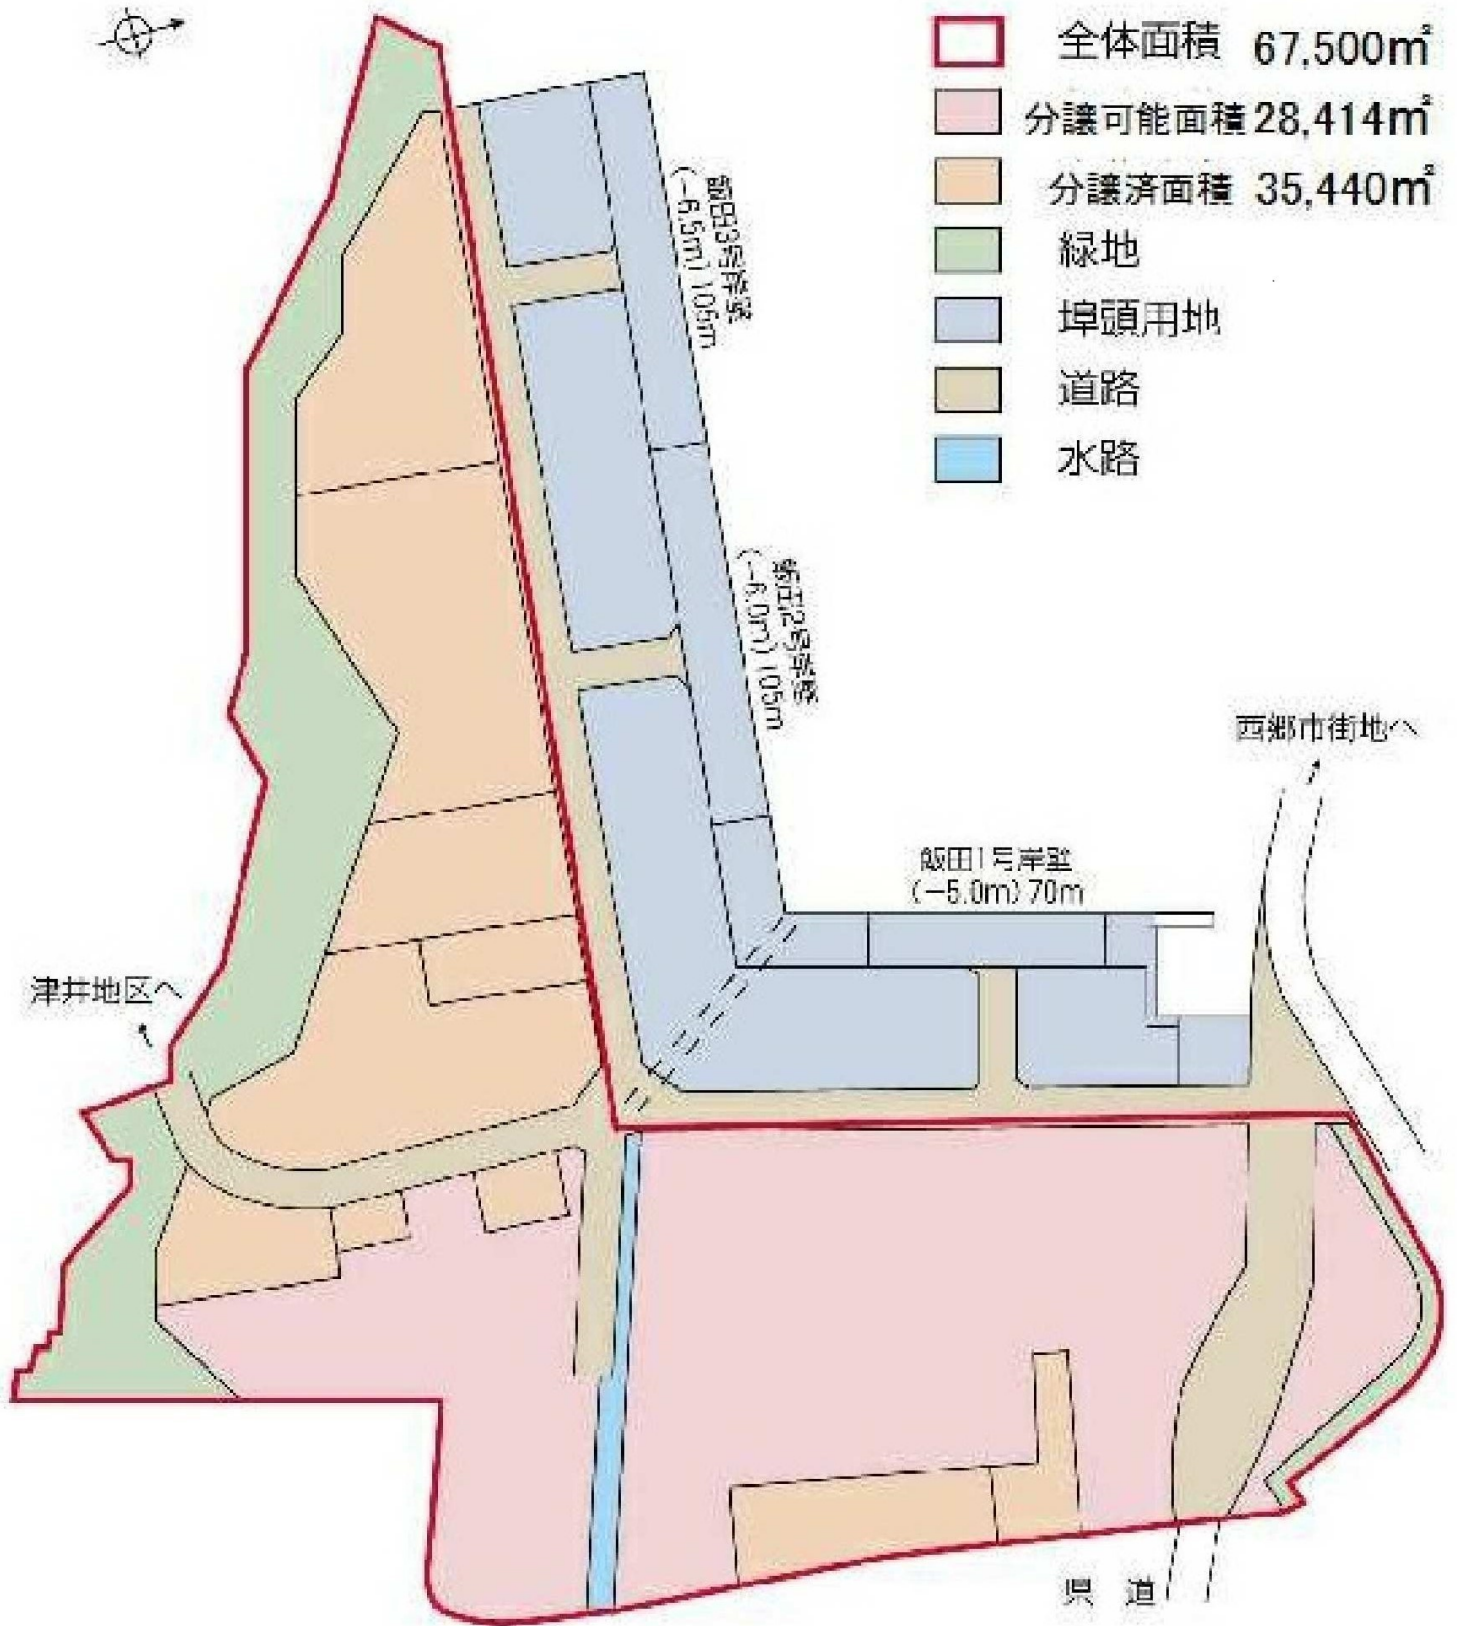 全体面積 67,500㎡
分譲可能面積 28,414㎡
分譲済面積 35,440㎡
緑地
埠頭用地
道路
水路
飯田3号岸壁
(-6.5m) 105m
飯田2号岸壁
(-6.0m) 105m
西郷市街地へ
飯田1号岸壁
(-5.0m) 70m
津井地区へ
県道